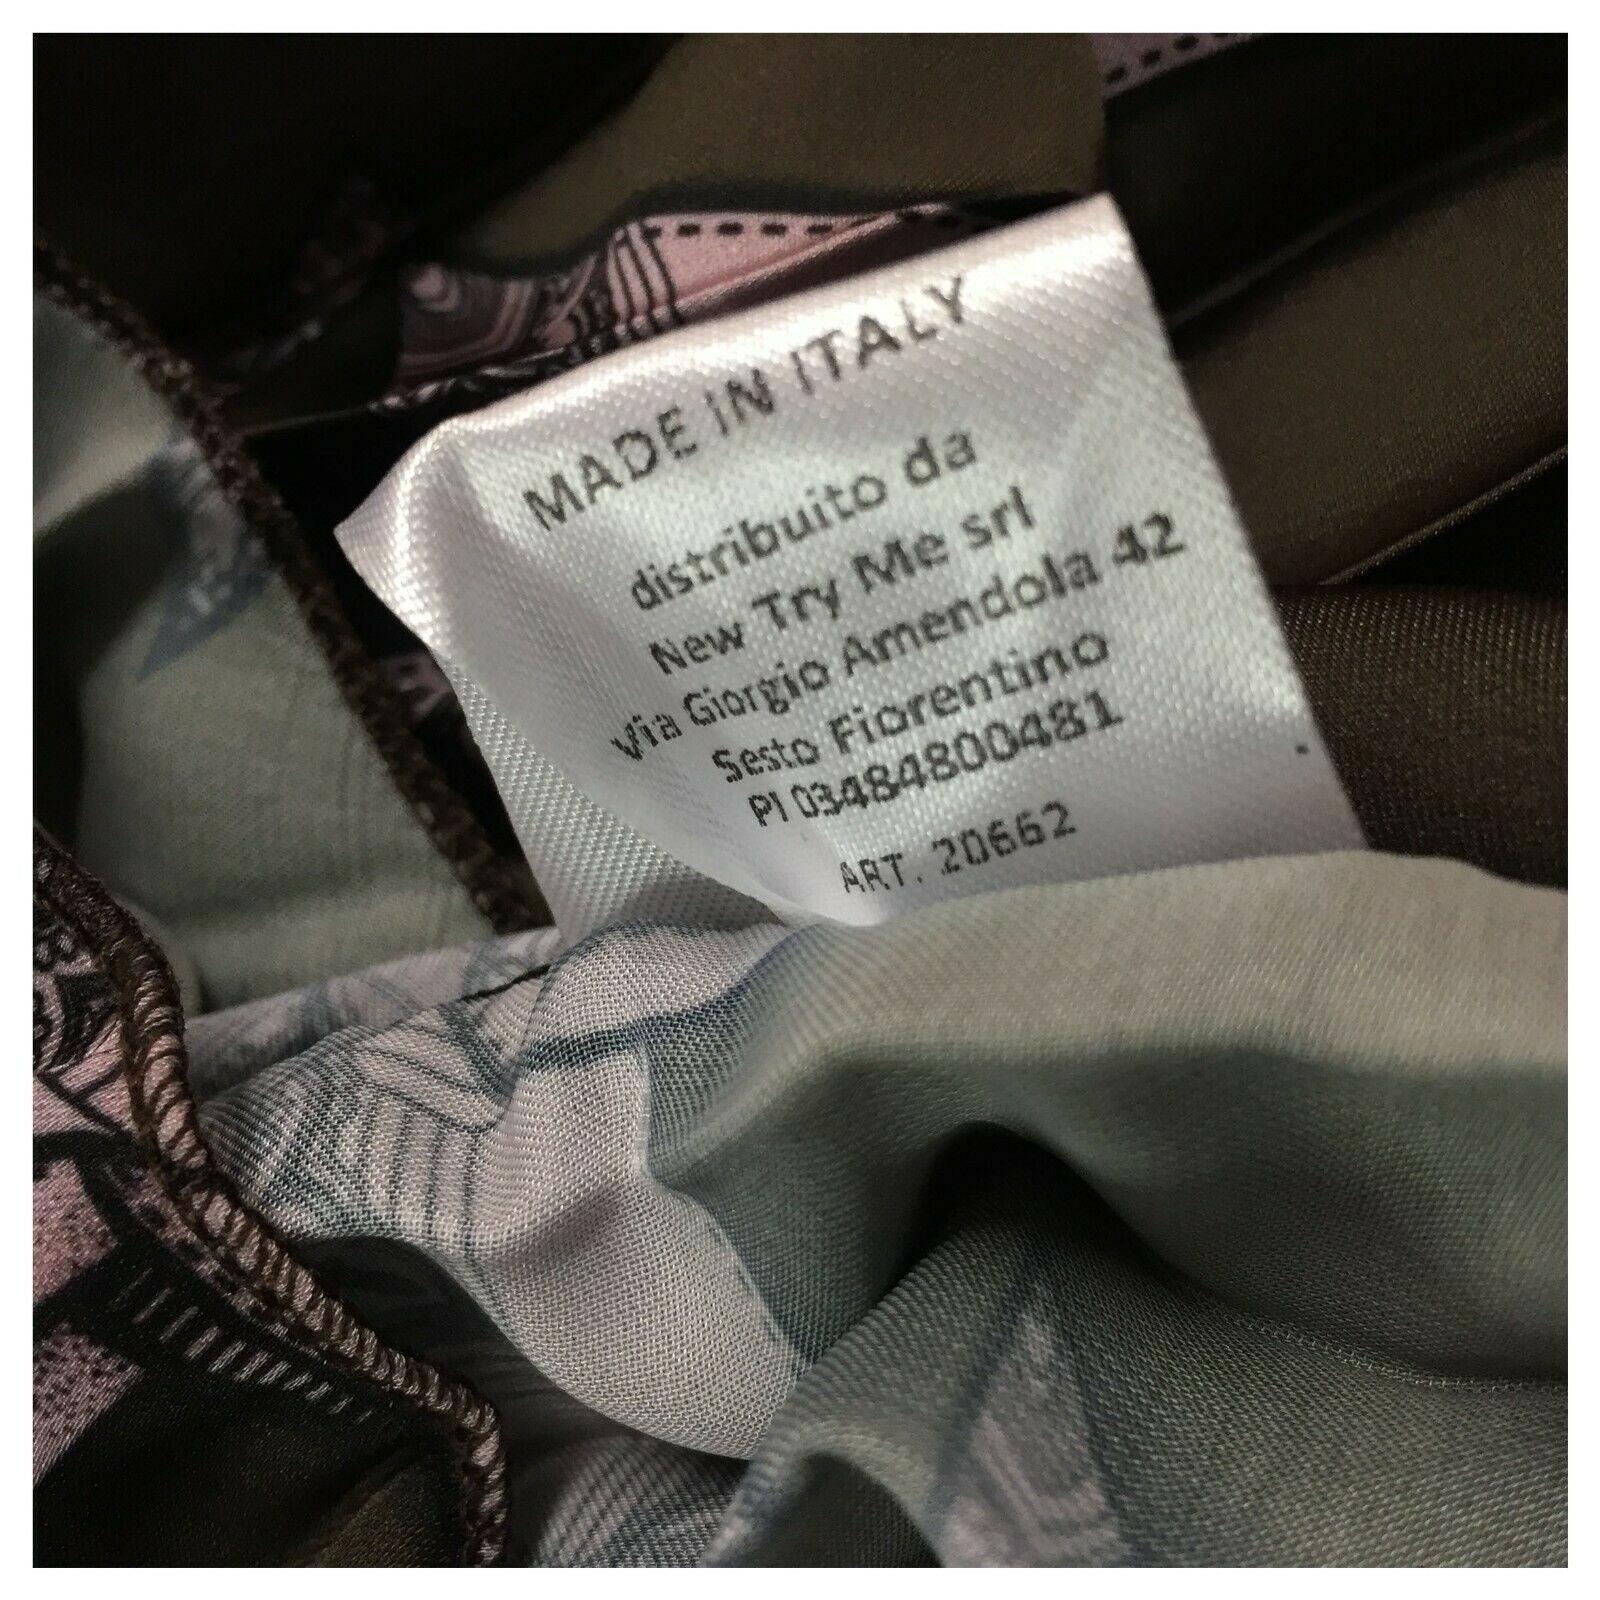 MADE IN ITALY
distribuito da
New Try Me srl
Via Giorgio Amendola 42
Sesto Fiorentino
PI 03484800481
ART. 20662